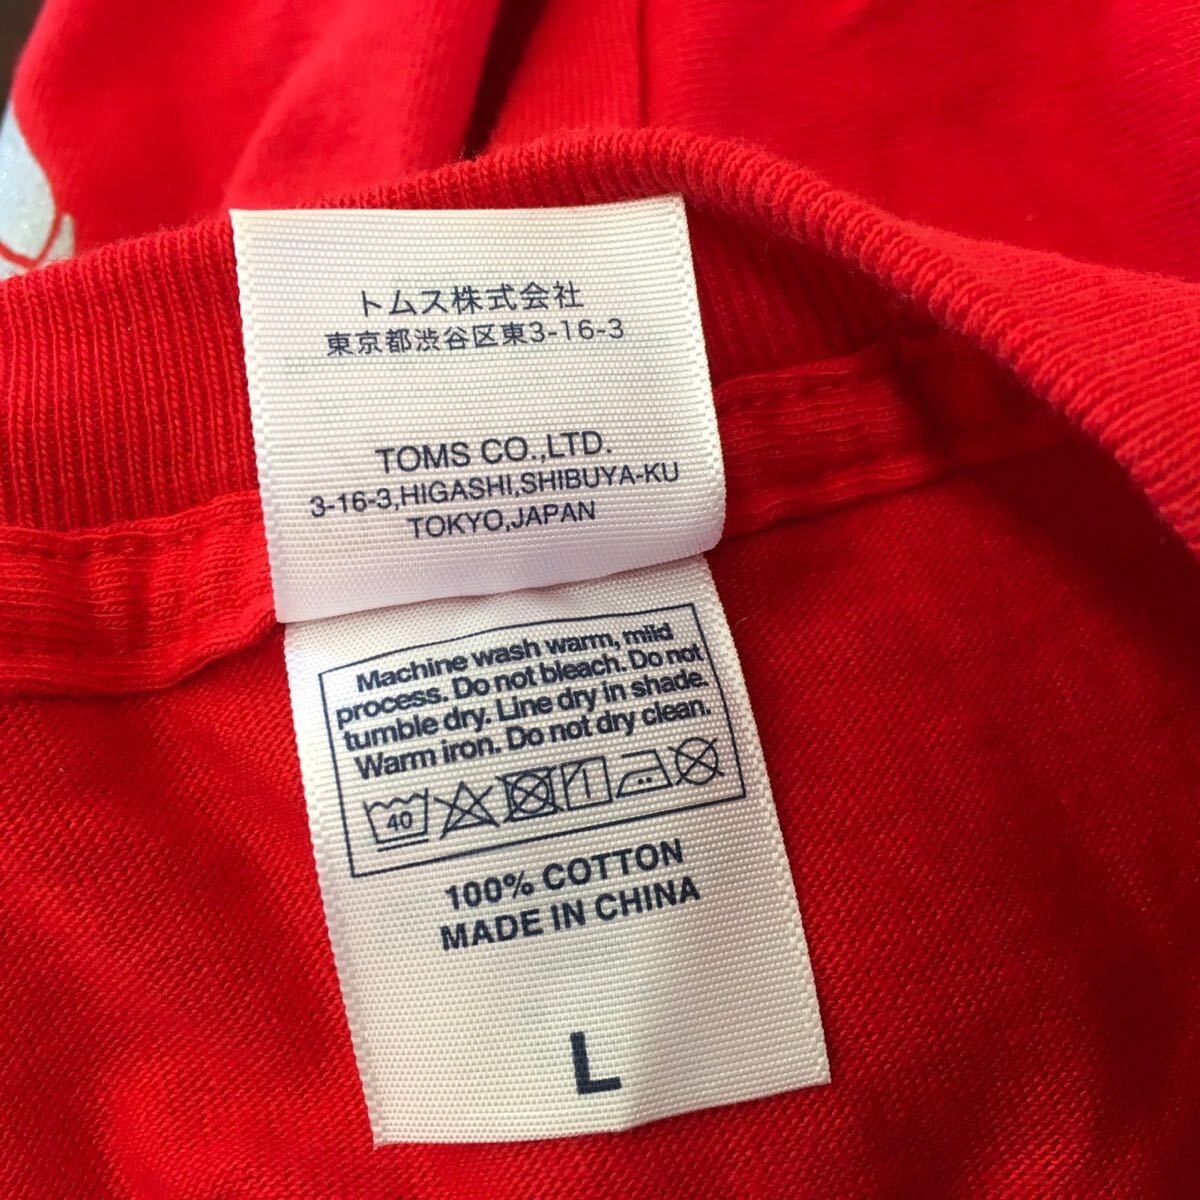 トムス株式会社
東京都渋谷区東3-16-3
TOMS CO.,LTD.
3-16-3,HIGASHI,SHIBUYA-KU
TOKYO,JAPAN
Machine wash warm, mild
process. Do not bleach. Do not
tumble dry. Line dry in shade.
Warm iron. Do not dry clean.
40
100% COTTON
MADE IN CHINA
L